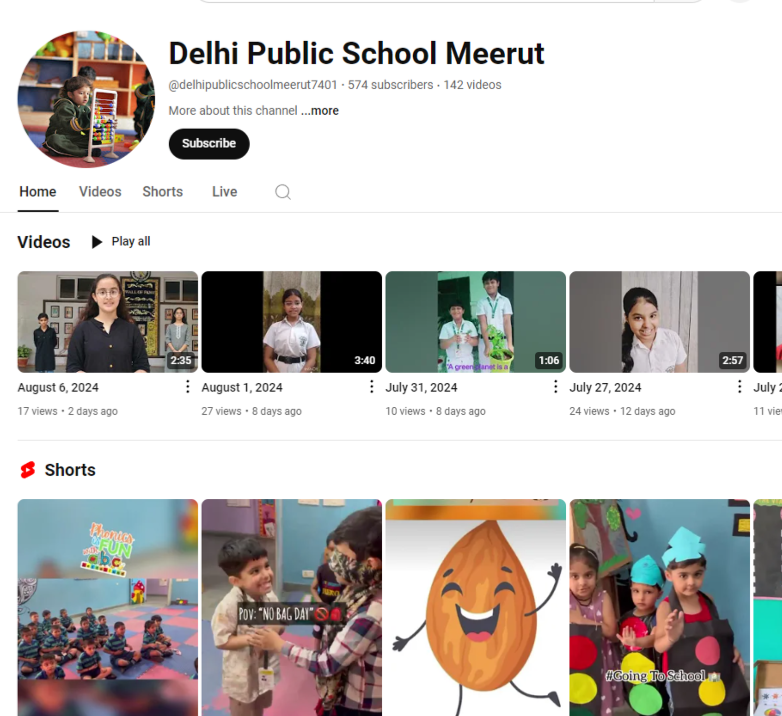 Delhi Public School Meerut
@delhipublicschoolmeerut7401 · 574 subscribers · 142 videos
More about this channel ...more
Subscribe
Home Videos Shorts Live
Videos Play all
2:35 3:40 1:06 2:57
"A green planet is a
August 6, 2024 August 1, 2024 July 31, 2024 July 27, 2024 July
17 views • 2 days ago 27 views • 8 days ago 10 views • 8 days ago 24 views • 12 days ago 11
Shorts
Phonics
FUN
with abc
POV: "NO BAG DAY"
#Going To School